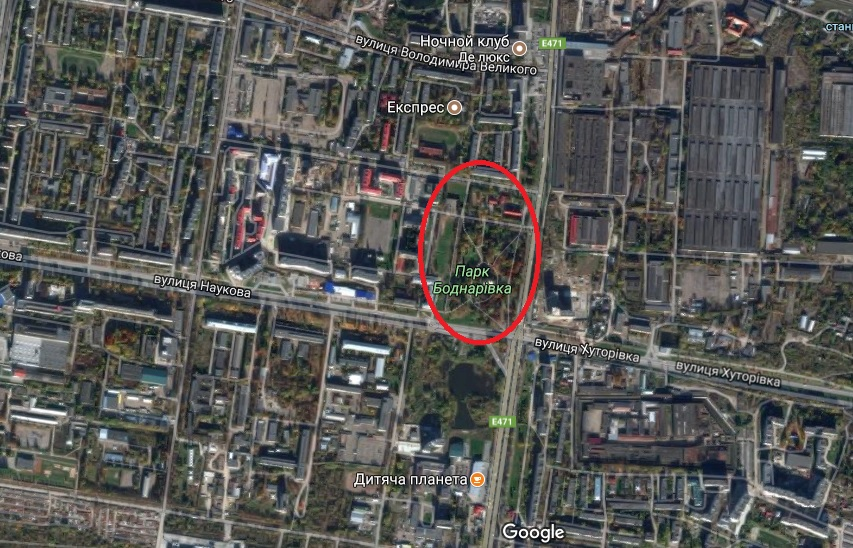 стан
Ночной клуб
Де люкс
E471
вулиця Володимира Великого
Експрес
Парк
Боднарівка
кова
вулиця Наукова
вулиця Хуторівка
вулиця Хуторівка
E471
Дитяча планета
Google